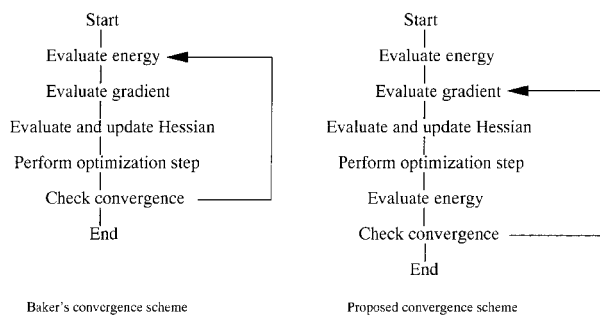 Start
Evaluate energy
Evaluate gradient
Evaluate and update Hessian
Perform optimization step
Check convergence
End
Baker's convergence scheme
Start
Evaluate energy
Evaluate gradient
Evaluate and update Hessian
Perform optimization step
Evaluate energy
Check convergence
End
Proposed convergence scheme